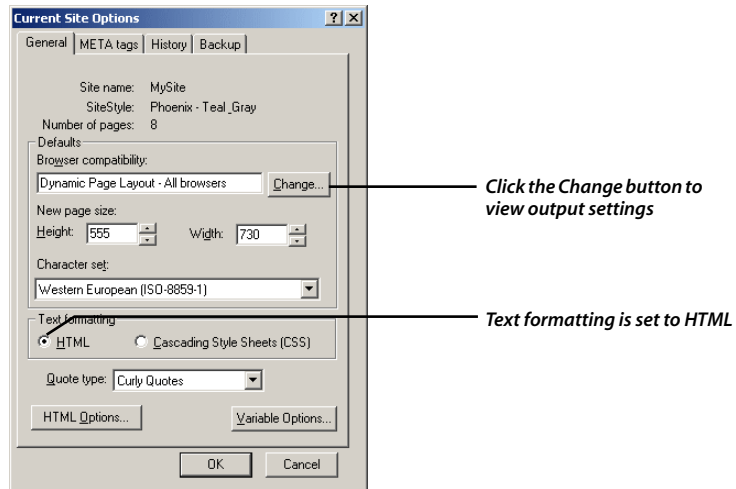 Current Site Options
General META tags History Backup
Site name: MySite
SiteStyle: Phoenix - Teal_Gray
Number of pages: 8
Defaults
Browser compatibility:
Dynamic Page Layout - All browsers Change...
Click the Change button to
view output settings
New page size:
Height: 555 Width: 730
Character set:
Western European (ISO-8859-1)
Text formatting
Text formatting is set to HTML
HTML Cascading Style Sheets (CSS)
Quote type: Curly Quotes
HTML Options... Variable Options...
OK Cancel